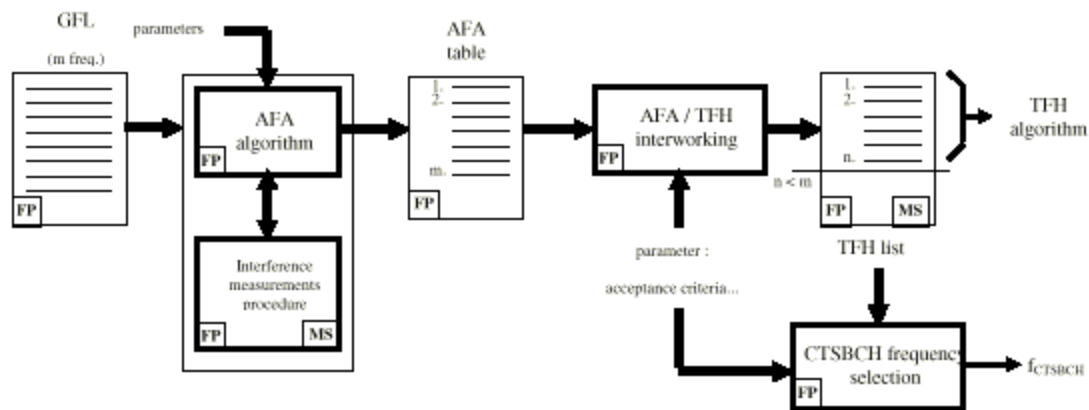 GFL
(m freq.)
FP
parameters
AFA
algorithm
FP
Interference
measurements
procedure
FP
MS
AFA
table
1.
2.
m.
FP
AFA / TFH
interworking
FP
parameter :
acceptance criteria...
1.
2.
n.
n < m
FP
MS
TFH list
TFH
algorithm
CTSBCH frequency
selection
FP
fCTSBCH